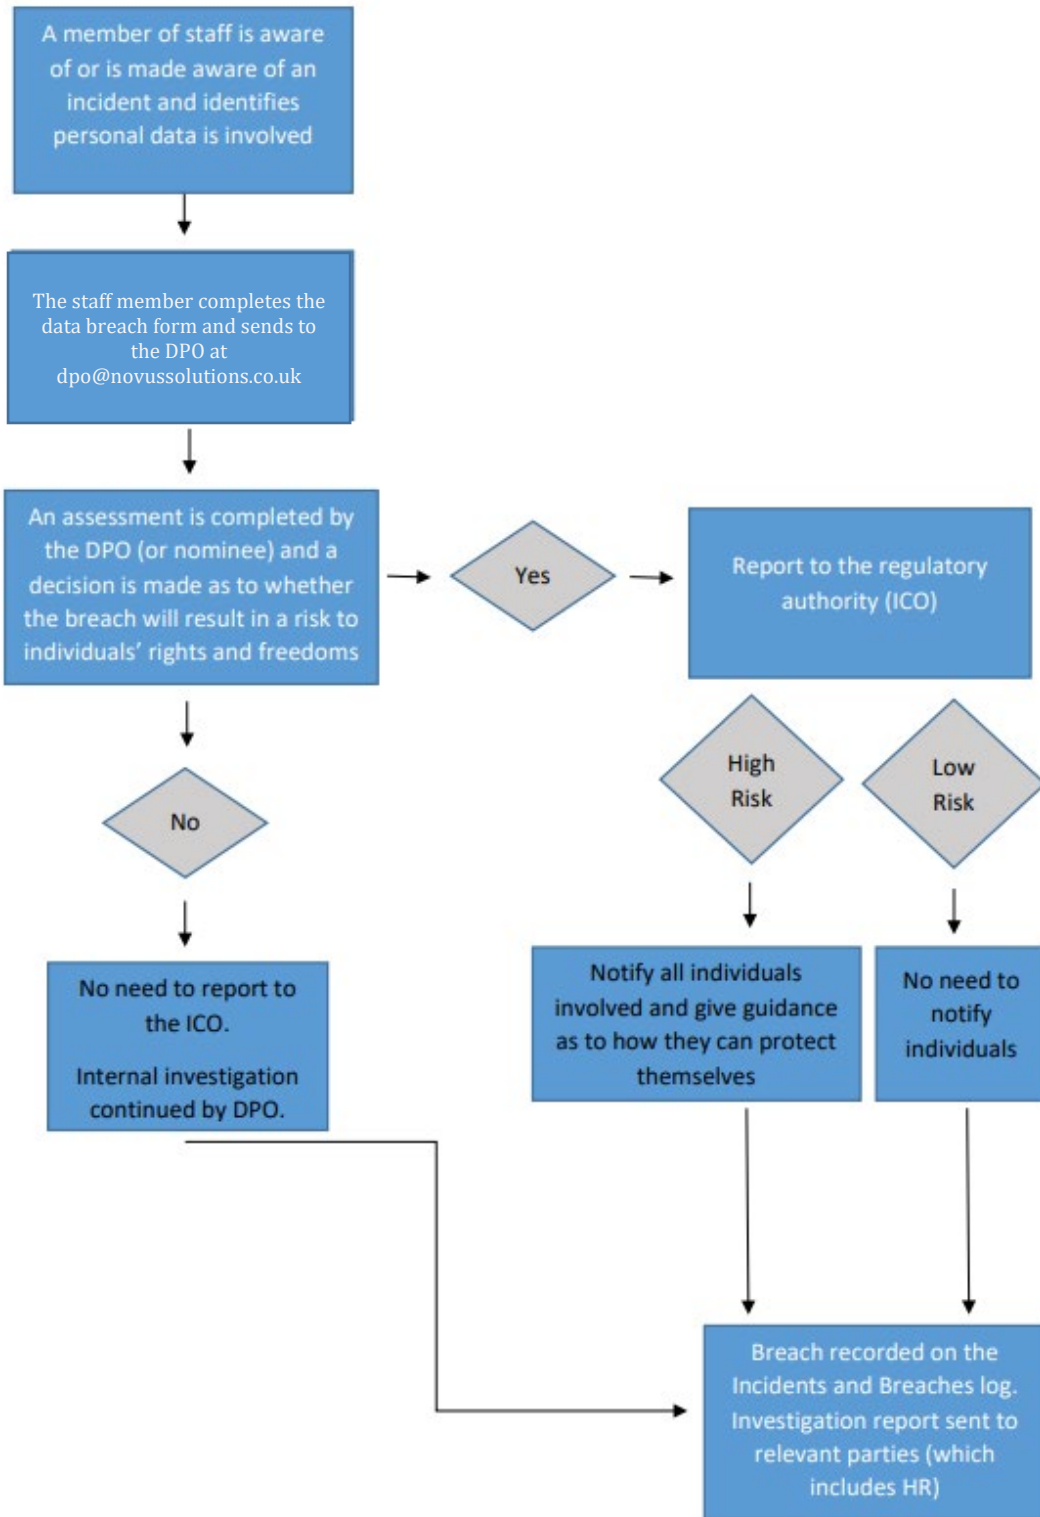 A member of staff is aware
of or is made aware of an
incident and identifies
personal data is involved
The staff member completes the
data breach form and sends to
the DPO at
dpo@novussolutions.co.uk
An assessment is completed by
the DPO (or nominee) and a
decision is made as to whether
the breach will result in a risk to
individuals’ rights and freedoms
Yes
Report to the regulatory
authority (ICO)
No
High
Risk
Low
Risk
No need to report to
the ICO.
Internal investigation
continued by DPO.
Notify all individuals
involved and give guidance
as to how they can protect
themselves
No need to
notify
individuals
Breach recorded on the
Incidents and Breaches log.
Investigation report sent to
relevant parties (which
includes HR)